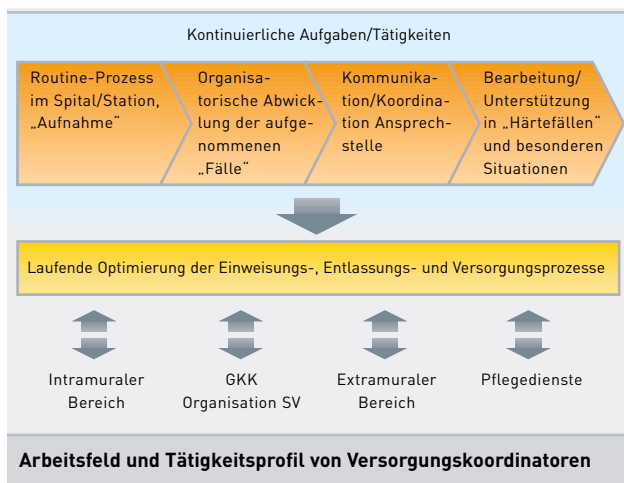 Kontinuierliche Aufgaben/Tätigkeiten
Routine-Prozess
im Spital/Station,
„Aufnahme“
Organisa-
torische Abwick-
lung der aufge-
nommenen
„Fälle“
Kommunika-
tion/Koordina-
tion Ansprech-
stelle
Bearbeitung/
Unterstützung
in „Härtefällen“
und besonderen
Situationen
Laufende Optimierung der Einweisungs-, Entlassungs- und Versorgungsprozesse
Intramuraler
Bereich
GKK
Organisation SV
Extramuraler
Bereich
Pflegedienste
Arbeitsfeld und Tätigkeitsprofil von Versorgungskoordinatoren